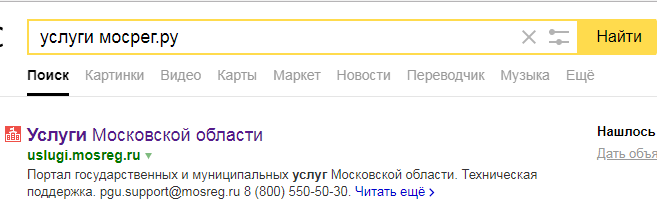 услуги мосрег.ру
Найти
Поиск Картинки Видео Карты Маркет Новости Переводчик Музыка Ещё
Услуги Московской области
Нашлось
uslugi.mosreg.ru
Дать объя
Портал государственных и муниципальных услуг Московской области. Техническая
поддержка. pgu.support@mosreg.ru 8 (800) 550-50-30. Читать ещё